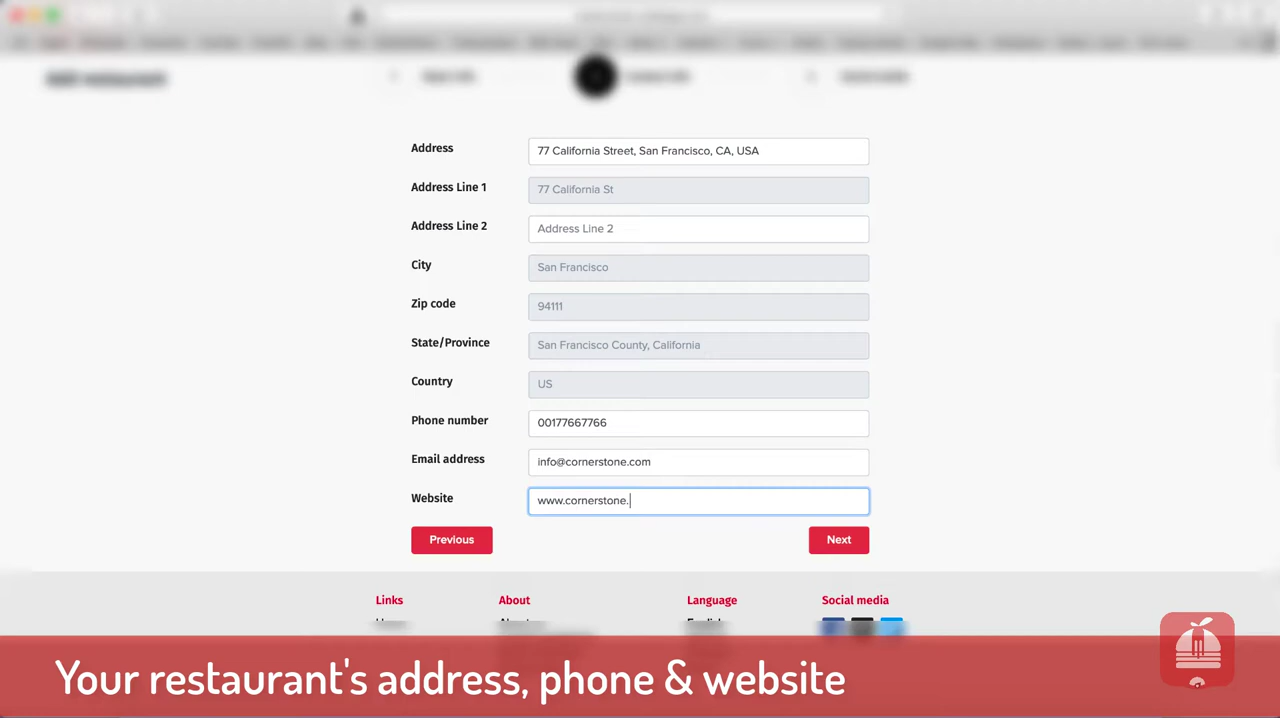 Add restaurant
Address
77 California Street, San Francisco, CA, USA
Address Line 1
77 California St
Address Line 2
Address Line 2
City
San Francisco
Zip code
94111
State/Province
San Francisco County, California
Country
US
Phone number
00177667766
Email address
info@cornerstone.com
Website
www.cornerstone.
Previous
Next
Links
About
Language
Social media
English
Your restaurant's address, phone & website